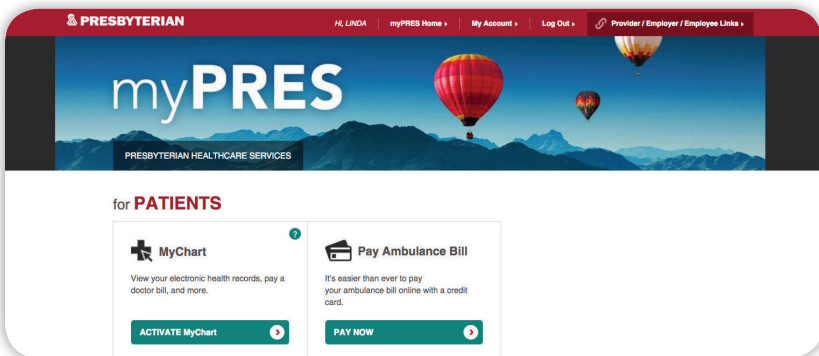 PRESBYTERIAN
HI, LINDA
myPRES Home
My Account
Log Out
Provider / Employer / Employee Links
myPRES
PRESBYTERIAN HEALTHCARE SERVICES
for PATIENTS
?
MyChart
View your electronic health records, pay a
doctor bill, and more.
ACTIVATE MyChart
Pay Ambulance Bill
It's easier than ever to pay
your ambulance bill online with a credit
card.
PAY NOW